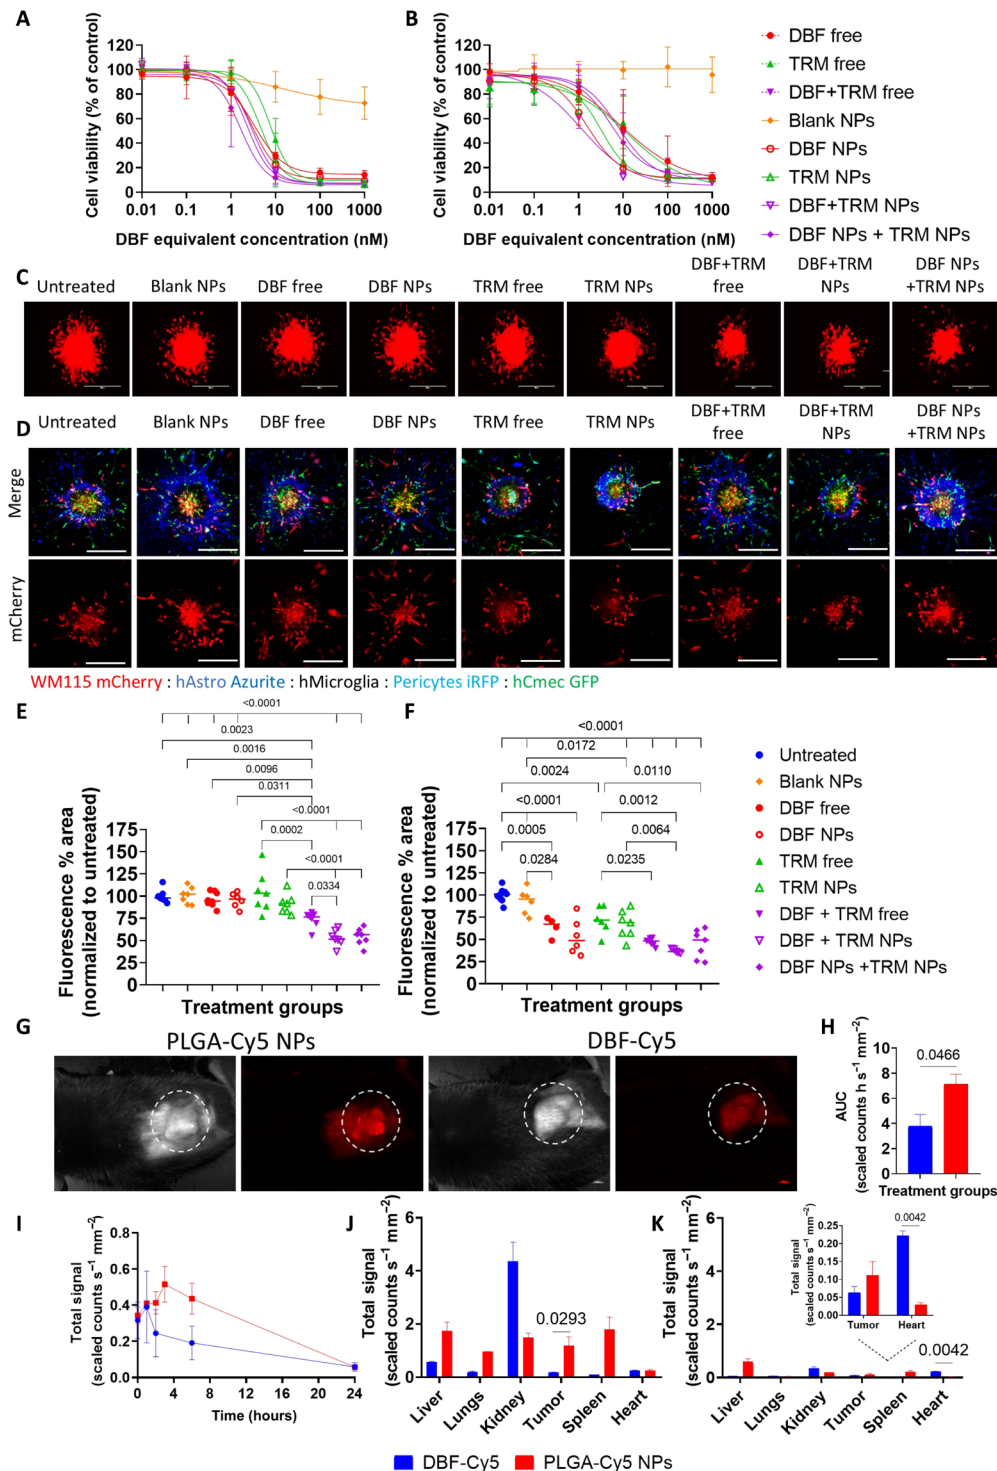 A
B
Cell viability (% of control)
120
100
80
60
40
20
0
0.01 0.1 1 10 100 1000
DBF equivalent concentration (nM)
Cell viability (% of control)
120
100
80
60
40
20
0
0.01 0.1 1 10 100 1000
DBF equivalent concentration (nM)
DBF free
TRM free
DBF+TRM free
Blank NPs
DBF NPs
TRM NPs
DBF+TRM NPs
DBF NPs + TRM NPs
C
Untreated Blank NPs DBF free DBF NPs TRM free TRM NPs DBF+TRM free DBF+TRM NPs DBF NPs +TRM NPs
D
Untreated Blank NPs DBF free DBF NPs TRM free TRM NPs DBF+TRM free DBF+TRM NPs DBF NPs +TRM NPs
Merge
mCherry
WM115 mCherry : hAstro Azurite : hMicroglia : Pericytes iRFP : hCmec GFP
E
<0.0001
0.0023
0.0016
0.0096
0.0311
<0.0001
0.0002
<0.0001
0.0334
Fluorescence % area
(normalized to untreated)
175
150
125
100
75
50
25
0
Treatment groups
F
<0.0001
0.0172
0.0024 0.0110
<0.0001 0.0012
0.0005 0.0064
0.0284 0.0235
Fluorescence % area
(normalized to untreated)
175
150
125
100
75
50
25
0
Treatment groups
Untreated
Blank NPs
DBF free
DBF NPs
TRM free
TRM NPs
DBF + TRM free
DBF + TRM NPs
DBF NPs +TRM NPs
G
PLGA-Cy5 NPs DBF-Cy5
H
AUC
(scaled counts h s⁻¹ mm⁻²)
10
8
6
4
2
0
0.0466
Treatment groups
I
Total signal
(scaled counts s⁻¹ mm⁻²)
0.8
0.6
0.4
0.2
0.0
0 4 8 12 16 20 24
Time (hours)
J
Total signal
(scaled counts s⁻¹ mm⁻²)
6
4
2
0
0.0293
Liver Lungs Kidney Tumor Spleen Heart
K
Total signal
(scaled counts s⁻¹ mm⁻²)
6
4
2
0
Total signal
(scaled counts s⁻¹ mm⁻²)
0.25
0.20
0.15
0.10
0.05
0.00
0.0042
Tumor Heart
0.0042
Liver Lungs Kidney Tumor Spleen Heart
DBF-Cy5 PLGA-Cy5 NPs